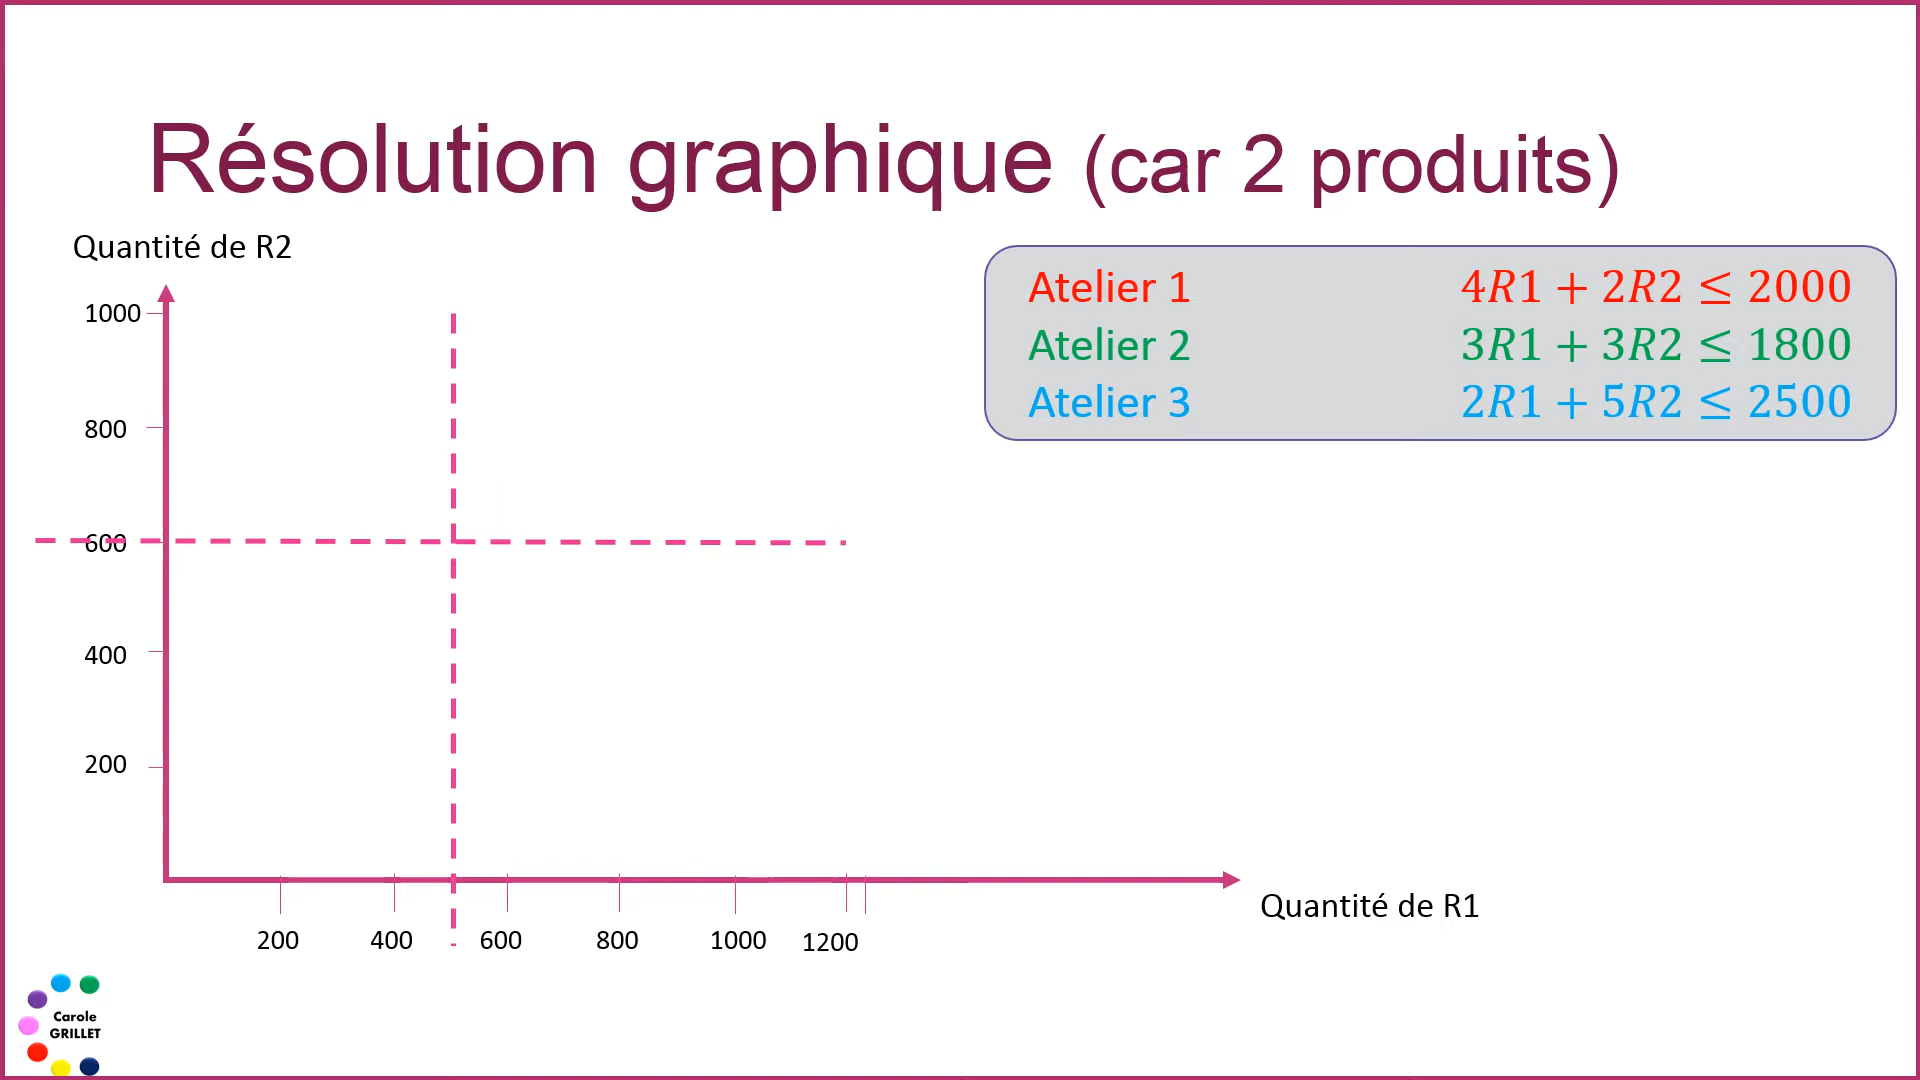 Résolution graphique (car 2 produits)
Quantité de R2
Atelier 1 4R1 + 2R2 ≤ 2000
Atelier 2 3R1 + 3R2 ≤ 1800
Atelier 3 2R1 + 5R2 ≤ 2500
1000
800
600
400
200
Quantité de R1
200 400 600 800 1000 1200
Carole
GRILLET